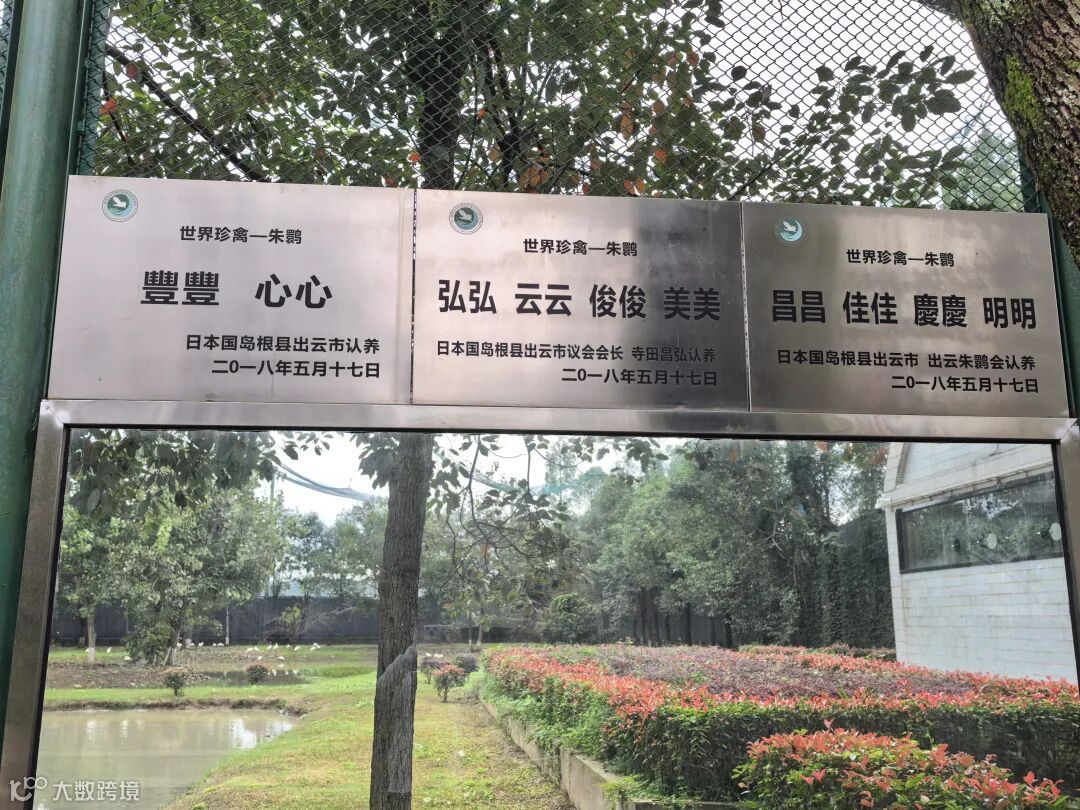 世界珍禽—朱鹮
豐豐 心心
日本国岛根县出云市认养
二0一八年五月十七日
世界珍禽—朱鹮
弘弘 云云 俊俊 美美
日本国岛根县出云市议会会长 寺田昌弘认养
二0一八年五月十七日
世界珍禽—朱鹮
昌昌 佳佳 慶慶 明明
日本国岛根县出云市 出云朱鹮会认养
二0一八年五月十七日
大数跨境